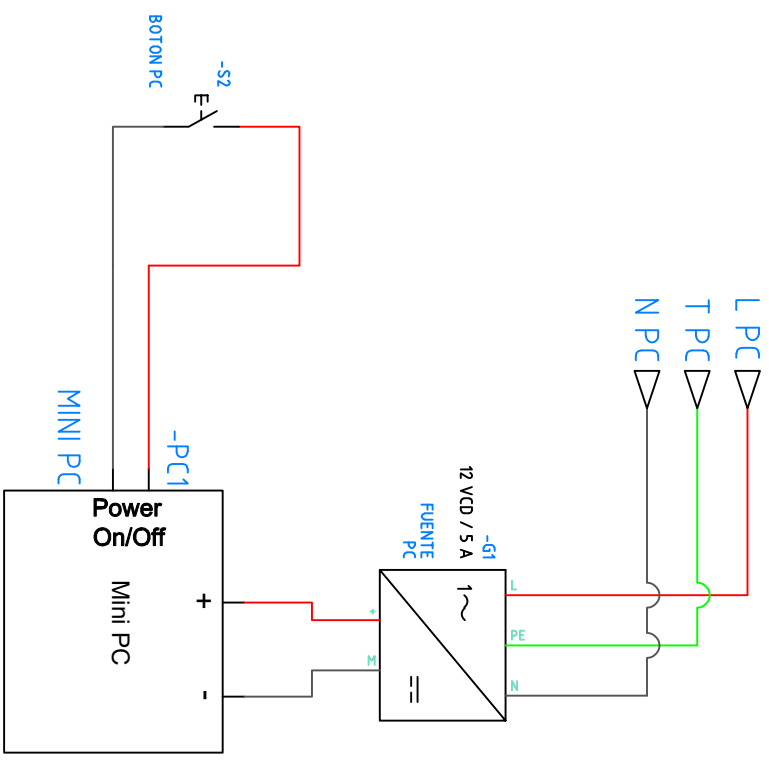 -S2
BOTON PC
L PC
T PC
N PC
-PC1
MINI PC
Power
On/Off
Mini PC
+
-
-G1
12 VCD / 5 A
FUENTE
PC
1~
L
PE
N
+
M